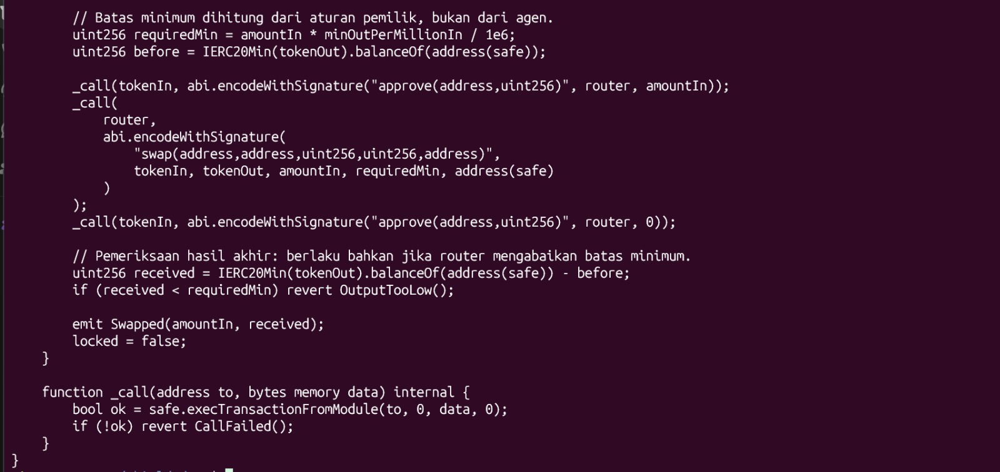 // Batas minimum dihitung dari aturan pemilik, bukan dari agen.
uint256 requiredMin = amountIn * minOutPerMillionIn / 1e6;
uint256 before = IERC20Min(tokenOut).balanceOf(address(safe));
_call(tokenIn, abi.encodeWithSignature("approve(address,uint256)", router, amountIn));
_call(
router,
abi.encodeWithSignature(
"swap(address,address,uint256,uint256,address)",
tokenIn, tokenOut, amountIn, requiredMin, address(safe)
)
);
_call(tokenIn, abi.encodeWithSignature("approve(address,uint256)", router, 0));
// Pemeriksaan hasil akhir: berlaku bahkan jika router mengabaikan batas minimum.
uint256 received = IERC20Min(tokenOut).balanceOf(address(safe)) - before;
if (received < requiredMin) revert OutputTooLow();
emit Swapped(amountIn, received);
locked = false;
}
function _call(address to, bytes memory data) internal {
bool ok = safe.execTransactionFromModule(to, 0, data, 0);
if (!ok) revert CallFailed();
}
}